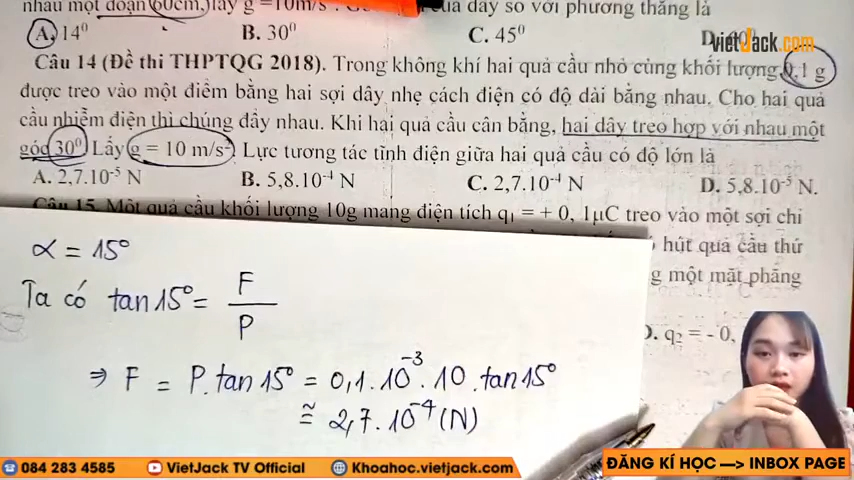 nhau một đoạn 60cm, lấy g =10m/s². của dây so với phương thẳng là
A. 14⁰ B. 30⁰ C. 45⁰ D.
vietJack.com
Câu 14 (Đề thi THPTQG 2018). Trong không khí hai quả cầu nhỏ cùng khối lượng 0,1 g
được treo vào một điểm bằng hai sợi dây nhẹ cách điện có độ dài bằng nhau. Cho hai quả
cầu nhiễm điện thì chúng đẩy nhau. Khi hai quả cầu cân bằng, hai dây treo hợp với nhau một
góc 30⁰. Lấy g = 10 m/s². Lực tương tác tĩnh điện giữa hai quả cầu có độ lớn là
A. 2,7.10⁻⁵ N B. 5,8.10⁻⁴ N C. 2,7.10⁻⁴ N D. 5,8.10⁻⁵ N.
Câu 15. Một quả cầu khối lượng 10g mang điện tích q₁ = + 0, 1μC treo vào một sợi chỉ
hút quả cầu thứ
g một mặt phẳng
D. q₂ = - 0,
α = 15°
Ta có tan15° = F/P
⇒ F = P.tan15° = 0,1.10⁻³.10.tan15°
≅ 2,7.10⁻⁴(N)
084 283 4585 VietJack TV Official Khoahoc.vietjack.com
ĐĂNG KÍ HỌC —> INBOX PAGE